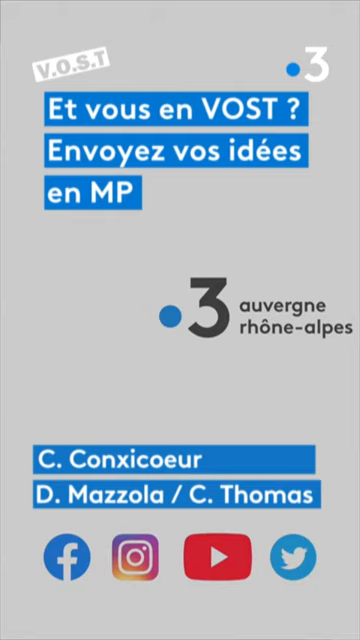 V.O.S.T
3
Et vous en VOST ?
Envoyez vos idées
en MP
3 auvergne
rhône-alpes
C. Conxicoeur
D. Mazzola / C. Thomas